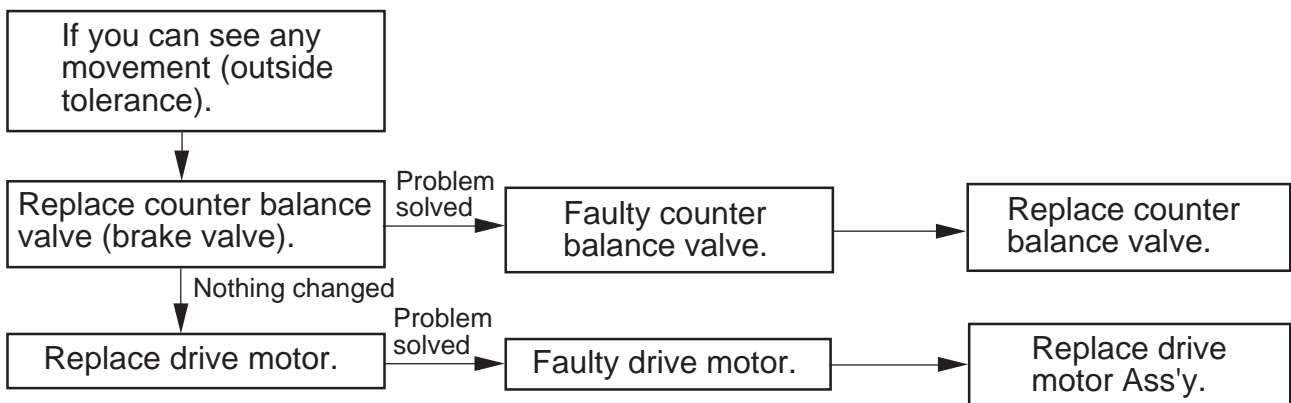 If you can see any
movement (outside
tolerance).
Replace counter balance
valve (brake valve).
Problem
solved
Faulty counter
balance valve.
Replace counter
balance valve.
Nothing changed
Replace drive motor.
Problem
solved
Faulty drive motor.
Replace drive
motor Ass'y.